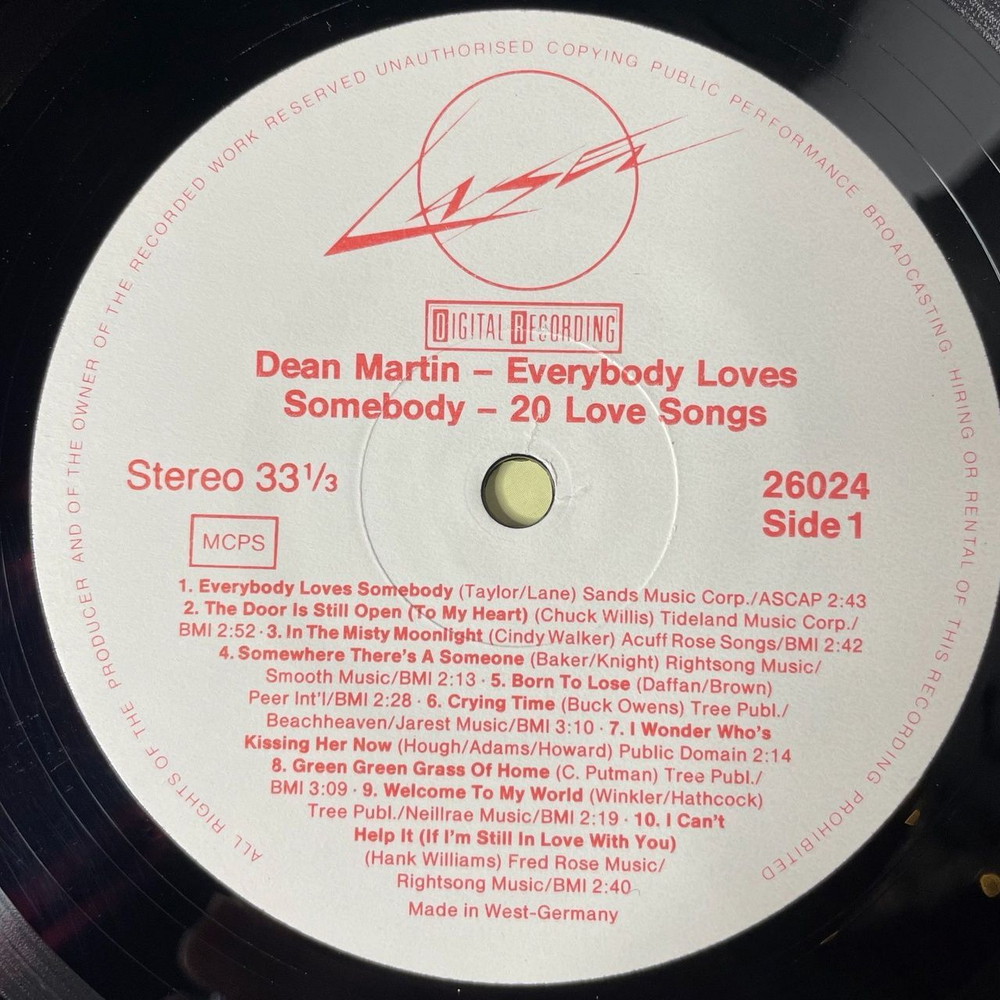 ALL RIGHTS OF THE PRODUCER AND OF THE OWNER OF THE RECORDED WORK RESERVED UNAUTHORISED COPYING PUBLIC PERFORMANCE BROADCASTING HIRING OR RENTAL OF THIS RECORDING PROHIBITED
LASER
DIGITAL RECORDING
Dean Martin – Everybody Loves
Somebody – 20 Love Songs
Stereo 33⅓
26024
Side 1
MCPS
1. Everybody Loves Somebody (Taylor/Lane) Sands Music Corp./ASCAP 2:43
2. The Door Is Still Open (To My Heart) (Chuck Willis) Tideland Music Corp./
BMI 2:52 · 3. In The Misty Moonlight (Cindy Walker) Acuff Rose Songs/BMI 2:42
4. Somewhere There's A Someone (Baker/Knight) Rightsong Music/
Smooth Music/BMI 2:13 · 5. Born To Lose (Daffan/Brown)
Peer Int'l/BMI 2:28 · 6. Crying Time (Buck Owens) Tree Publ./
Beachheaven/Jarest Music/BMI 3:10 · 7. I Wonder Who's
Kissing Her Now (Hough/Adams/Howard) Public Domain 2:14
8. Green Green Grass Of Home (C. Putman) Tree Publ./
BMI 3:09 · 9. Welcome To My World (Winkler/Hathcock)
Tree Publ./Neillrae Music/BMI 2:19 · 10. I Can't
Help It (If I'm Still In Love With You)
(Hank Williams) Fred Rose Music/
Rightsong Music/BMI 2:40
Made in West-Germany